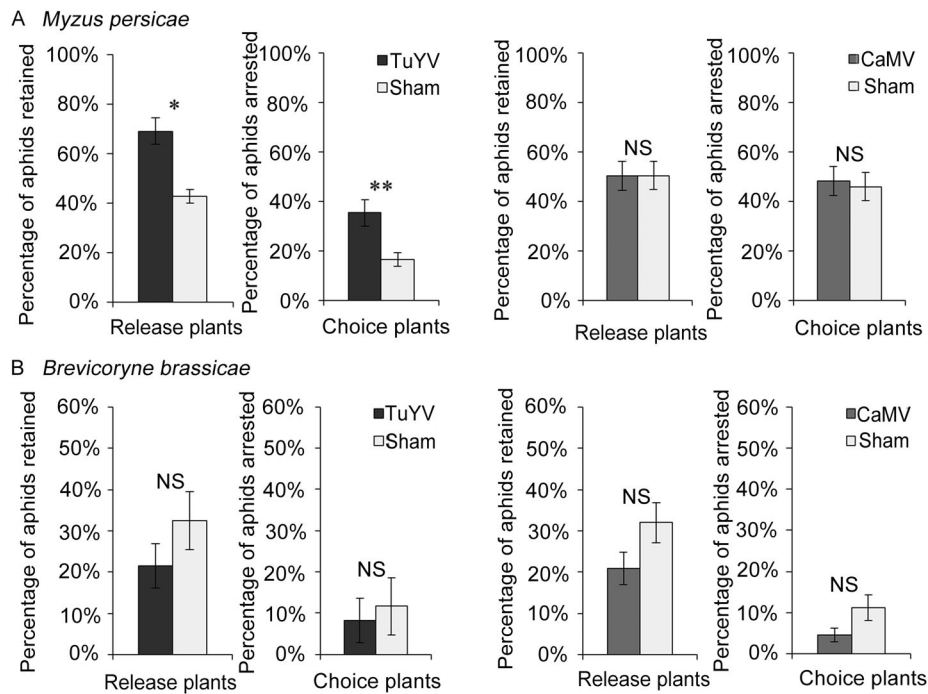 A Myzus persicae
Percentage of aphids retained
100%
80%
60%
40%
20%
0%
*
Release plants
Percentage of aphids arrested
100%
80%
60%
40%
20%
0%
TuYV
Sham
**
Choice plants
Percentage of aphids retained
100%
80%
60%
40%
20%
0%
NS
Release plants
Percentage of aphids arrested
100%
80%
60%
40%
20%
0%
CaMV
Sham
NS
Choice plants
B Brevicoryne brassicae
Percentage of aphids retained
60%
50%
40%
30%
20%
10%
0%
NS
Release plants
Percentage of aphids arrested
60%
50%
40%
30%
20%
10%
0%
TuYV
Sham
NS
Choice plants
Percentage of aphids retained
60%
50%
40%
30%
20%
10%
0%
NS
Release plants
Percentage of aphids arrested
60%
50%
40%
30%
20%
10%
0%
CaMV
Sham
NS
Choice plants